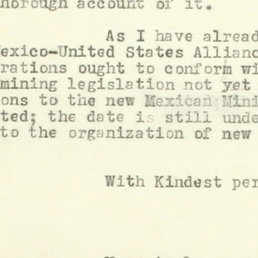 horough account of it.
As I have alread
Mexico-United States Allianc
rations ought to conform wi
mining legislation not yet
ons to the new Mexican Mini
ted; the date is still unde
to the organization of new
With Kindest per